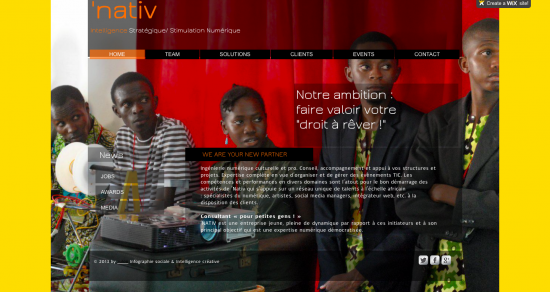 'nativ
Intelligence Stratégique/ Stimulation Numérique
Create a WiX site!
HOME TEAM SOLUTIONS CLIENTS EVENTS CONTACT
Notre ambition :
faire valoir votre
"droit à rêver !"
News
JOBS
AWARDS
MEDIA
WE ARE YOUR NEW PARTNER
Ingénierie numérique culturelle et pro. Conseil, accompagnement et appui à vos structures et
projets. Expertise complète en vue d'organiser et de gérer des événements TIC. Les
compétences et performances en divers domaines sont l'atout pour le bon démarrage des
activités de 'Nativ qui s'appuie sur un réseau unique de talents à l'échelle africain
: spécialistes du numérique, artistes, social media managers, intégrateur web, etc. à la
disposition des clients.
Consultant « pour petites gens ! »
'NATIV est une entreprise jeune, pleine de dynamique par rapport à ces initiateurs et à son
principal objectif qui est une expertise numérique démocratisée.
© 2013 by Infographie sociale & Intelligence créative